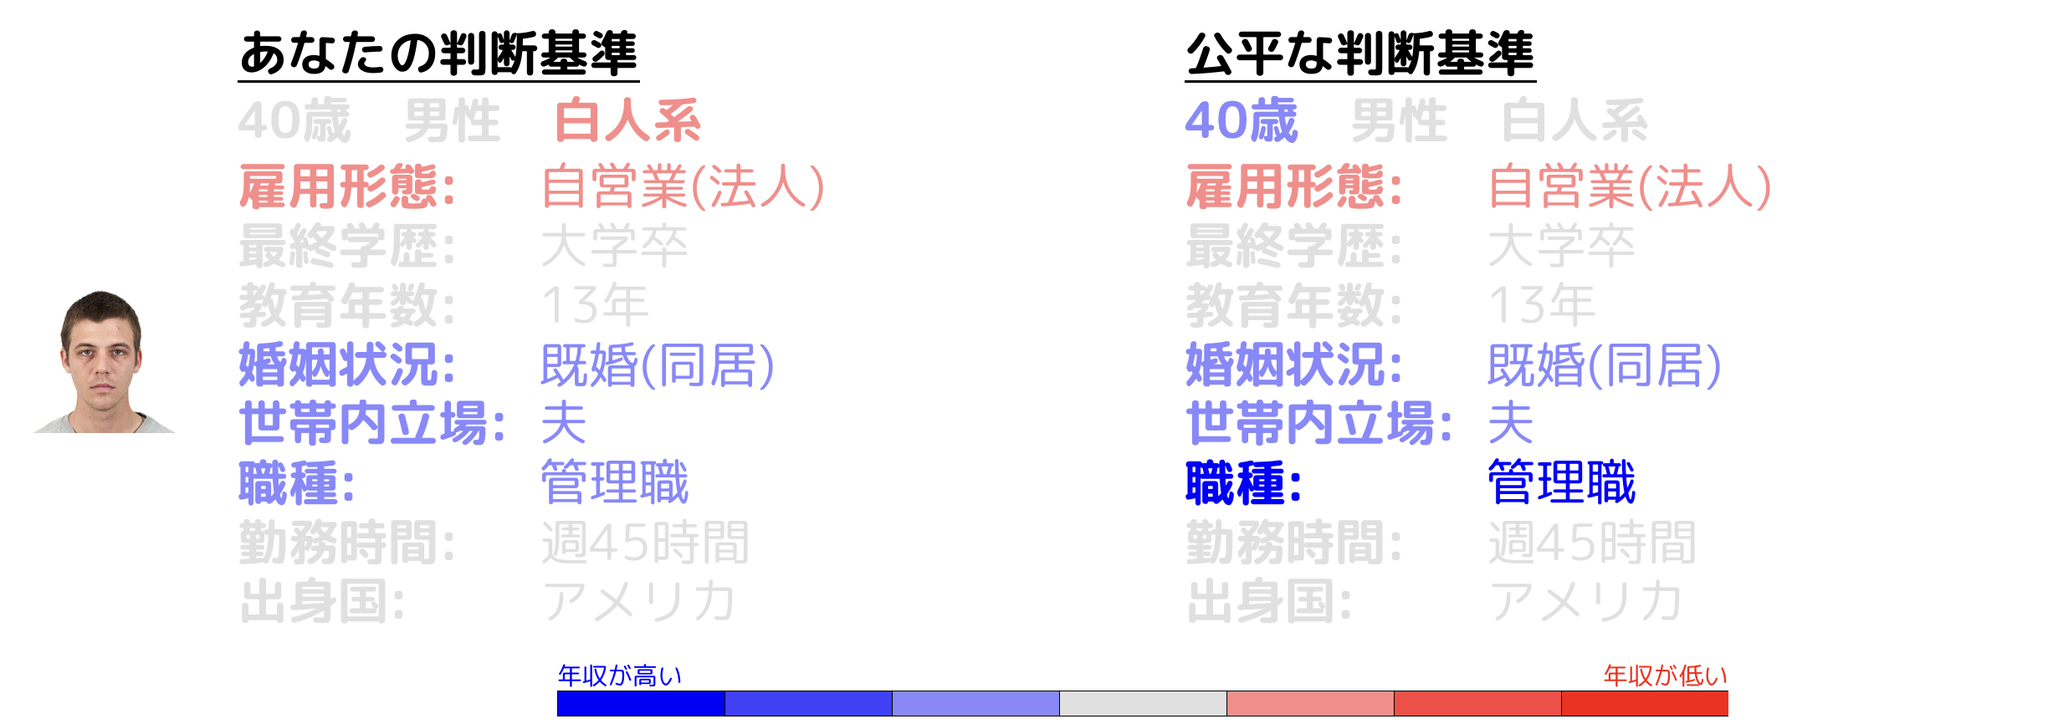 あなたの判断基準
40歳 男性 白人系
雇用形態: 自営業(法人)
最終学歴: 大学卒
教育年数: 13年
婚姻状況: 既婚(同居)
世帯内立場: 夫
職種: 管理職
勤務時間: 週45時間
出身国: アメリカ
公平な判断基準
40歳 男性 白人系
雇用形態: 自営業(法人)
最終学歴: 大学卒
教育年数: 13年
婚姻状況: 既婚(同居)
世帯内立場: 夫
職種: 管理職
勤務時間: 週45時間
出身国: アメリカ
年収が高い
年収が低い